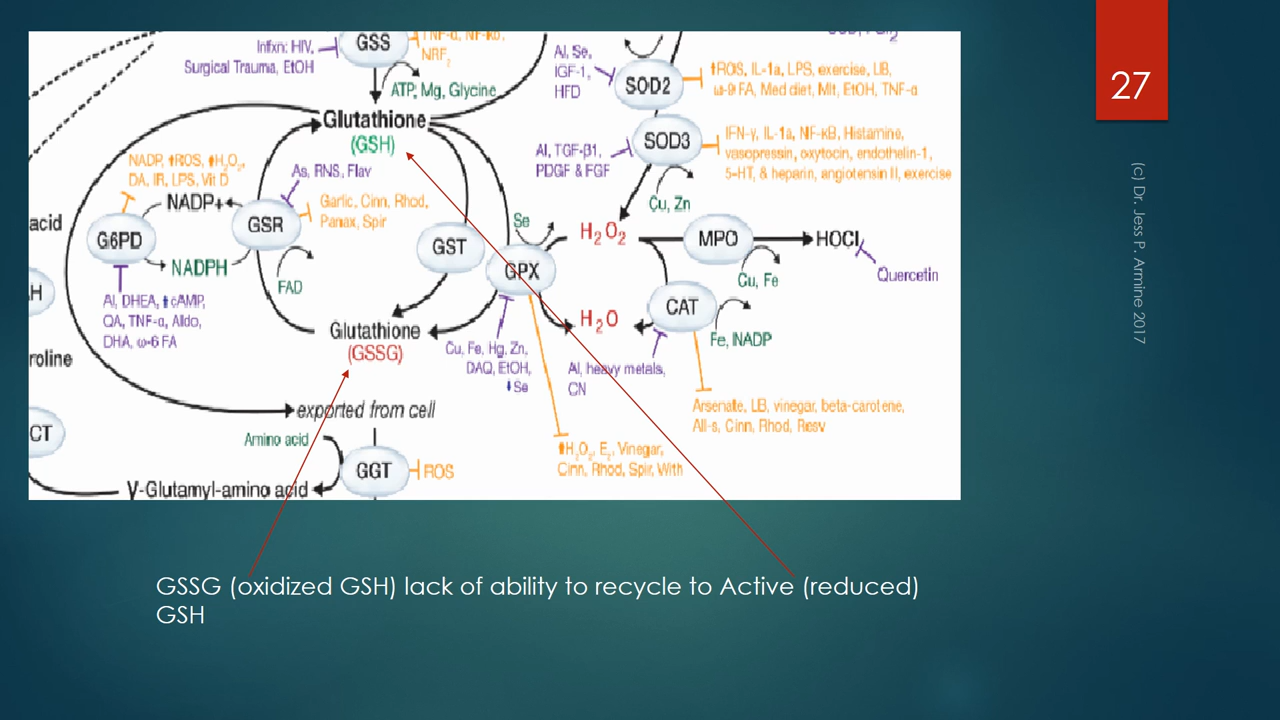 27
(c) Dr. Jess P. Armine 2017
Infxn: HIV,
Surgical Trauma, EtOH
GSS
TNF-α, NF-kb,
NRF2
ATP, Mg, Glycine
Glutathione
(GSH)
Al, Se,
IGF-1,
HFD
SOD2
⬆ROS, IL-1a, LPS, exercise, LB,
ω-9 FA, Med diet, Mlt, EtOH, TNF-α
Al, TGF-β1,
PDGF & FGF
SOD3
IFN-γ, IL-1a, NF-kB, Histamine,
vasopressin, oxytocin, endothelin-1,
5-HT, & heparin, angiotensin II, exercise
Cu, Zn
NADP, ⬆ROS, ⬆H2O2,
DA, IR, LPS, Vit D
NADP+
As, RNS, Flav
GSR
Garlic, Cinn, Rhod,
Panax, Spir
acid
G6PD
NADPH
FAD
GST
Se
GPX
H2O2
MPO
HOCl
Cu, Fe
Quercetin
H
Al, DHEA, ⬆cAMP,
QA, TNF-α, Aldo,
DHA, ω-6 FA
Glutathione
(GSSG)
H2O
CAT
Fe, NADP
roline
Cu, Fe, Hg, Zn,
DAQ, EtOH,
⬇Se
Al, heavy metals,
CN
exported from cell
Arsenate, LB, vinegar, beta-carotene,
All-s, Cinn, Rhod, Resv
CT
Amino acid
GGT
ROS
⬆H2O2, E2, Vinegar,
Cinn, Rhod, Spir, With
γ-Glutamyl-amino acid
GSSG (oxidized GSH) lack of ability to recycle to Active (reduced)
GSH